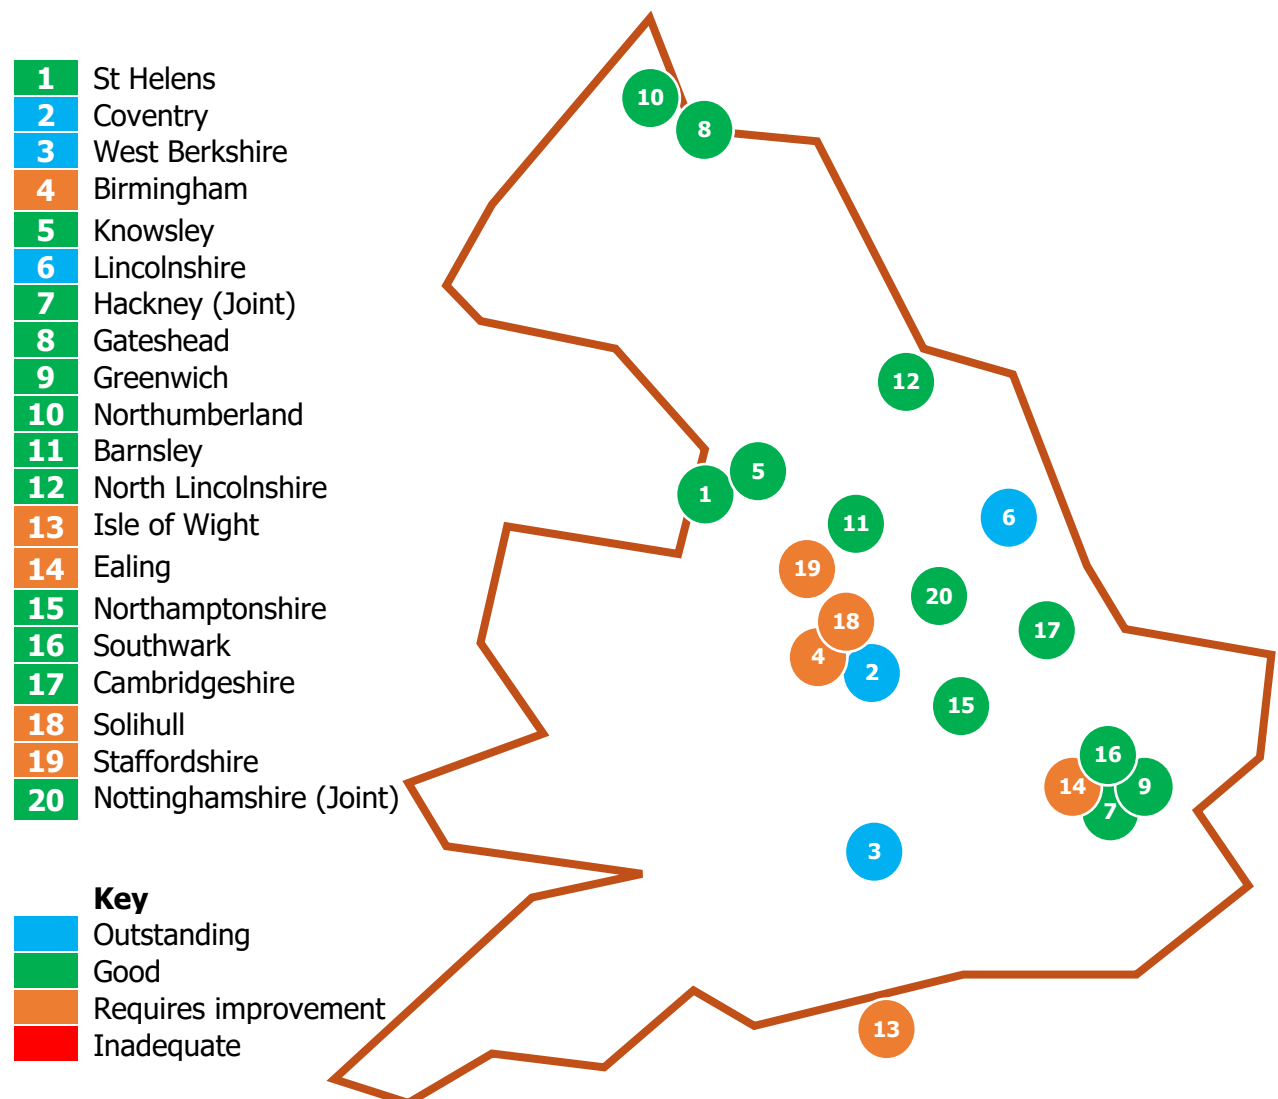 1 St Helens
2 Coventry
3 West Berkshire
4 Birmingham
5 Knowsley
6 Lincolnshire
7 Hackney (Joint)
8 Gateshead
9 Greenwich
10 Northumberland
11 Barnsley
12 North Lincolnshire
13 Isle of Wight
14 Ealing
15 Northamptonshire
16 Southwark
17 Cambridgeshire
18 Solihull
19 Staffordshire
20 Nottinghamshire (Joint)
Key
Outstanding
Good
Requires improvement
Inadequate
10
8
12
5
1
6
11
19
20
18
17
4
2
15
16
14
9
7
3
13